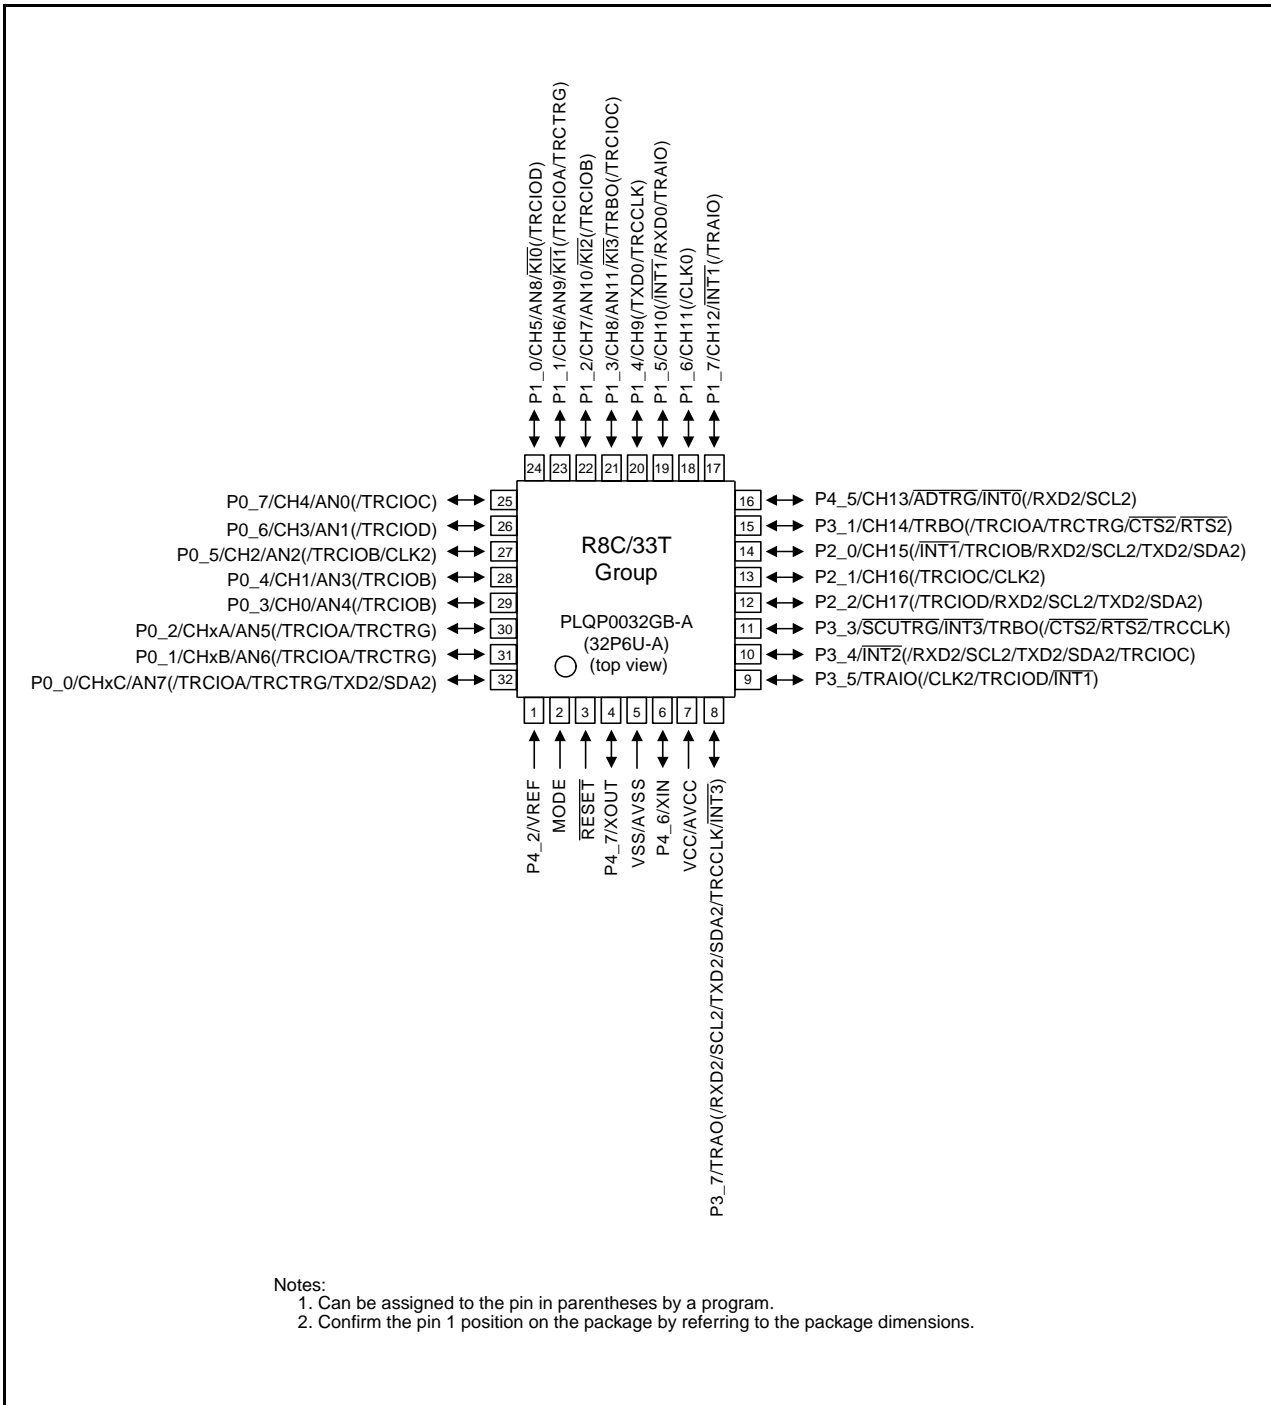 P1_0/CH5/AN8/KI0(/TRCIOD)
P1_1/CH6/AN9/KI1(/TRCIOA/TRCTRG)
P1_2/CH7/AN10/KI2(/TRCIOB)
P1_3/CH8/AN11/KI3/TRBO(/TRCIOC)
P1_4/CH9(/TXD0/TRCCLK)
P1_5/CH10(/INT1/RXD0/TRAIO)
P1_6/CH11(/CLK0)
P1_7/CH12/INT1(/TRAIO)
24 23 22 21 20 19 18 17
P0_7/CH4/AN0(/TRCIOC) 25
P0_6/CH3/AN1(/TRCIOD) 26
P0_5/CH2/AN2(/TRCIOB/CLK2) 27
P0_4/CH1/AN3(/TRCIOB) 28
P0_3/CH0/AN4(/TRCIOB) 29
P0_2/CHxA/AN5(/TRCIOA/TRCTRG) 30
P0_1/CHxB/AN6(/TRCIOA/TRCTRG) 31
P0_0/CHxC/AN7(/TRCIOA/TRCTRG/TXD2/SDA2) 32
R8C/33T
Group
PLQP0032GB-A
(32P6U-A)
(top view)
16 P4_5/CH13/ADTRG/INT0(/RXD2/SCL2)
15 P3_1/CH14/TRBO(/TRCIOA/TRCTRG/CTS2/RTS2)
14 P2_0/CH15(/INT1/TRCIOB/RXD2/SCL2/TXD2/SDA2)
13 P2_1/CH16(/TRCIOC/CLK2)
12 P2_2/CH17(/TRCIOD/RXD2/SCL2/TXD2/SDA2)
11 P3_3/SCUTRG/INT3/TRBO(/CTS2/RTS2/TRCCLK)
10 P3_4/INT2(/RXD2/SCL2/TXD2/SDA2/TRCIOC)
9 P3_5/TRAIO(/CLK2/TRCIOD/INT1)
1 2 3 4 5 6 7 8
P4_2/VREF
MODE
RESET
P4_7/XOUT
VSS/AVSS
P4_6/XIN
VCC/AVCC
P3_7/TRAO(/RXD2/SCL2/TXD2/SDA2/TRCCLK/INT3)
Notes:
1. Can be assigned to the pin in parentheses by a program.
2. Confirm the pin 1 position on the package by referring to the package dimensions.